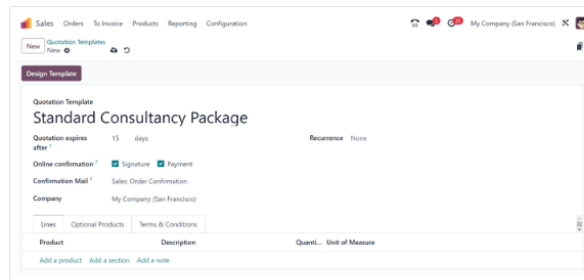 Sales Orders To Invoice Products Reporting Configuration My Company (San Francisco)
New Quotation Templates
New
Design Template
Quotation Template
Standard Consultancy Package
Quotation expires after ? 15 days Recurrence None
Online confirmation ? Signature Payment
Confirmation Mail ? Sales: Order Confirmation
Company My Company (San Francisco)
Lines Optional Products Terms & Conditions
Product Description Quanti... Unit of Measure
Add a product Add a section Add a note